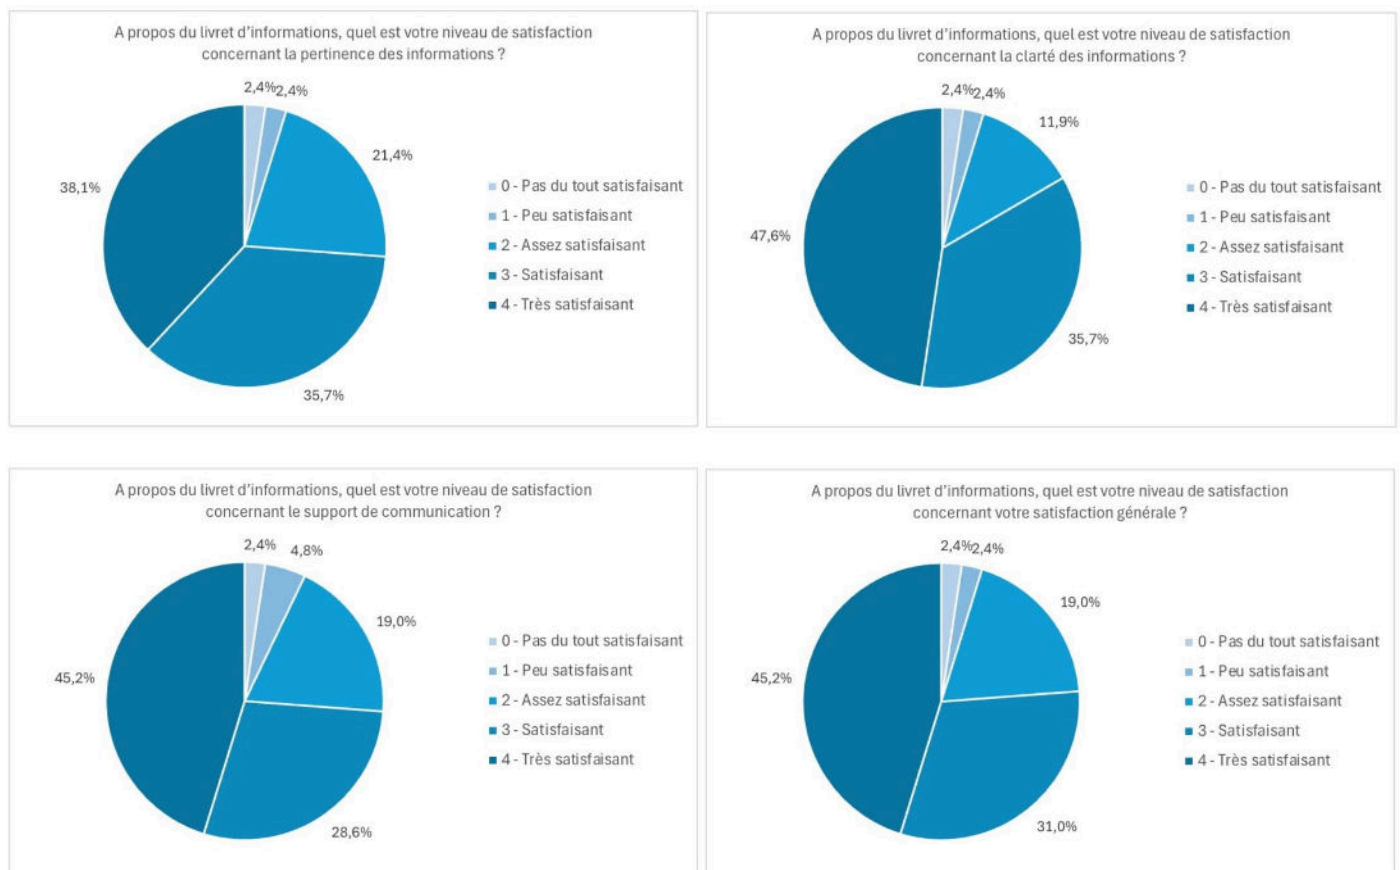 A propos du livret d’informations, quel est votre niveau de satisfaction
concernant la pertinence des informations ?
2,4%
2,4%
21,4%
38,1%
35,7%
0 - Pas du tout satisfaisant
1 - Peu satisfaisant
2 - Assez satisfaisant
3 - Satisfaisant
4 - Très satisfaisant
A propos du livret d’informations, quel est votre niveau de satisfaction
concernant la clarté des informations ?
2,4%
2,4%
11,9%
47,6%
35,7%
0 - Pas du tout satisfaisant
1 - Peu satisfaisant
2 - Assez satisfaisant
3 - Satisfaisant
4 - Très satisfaisant
A propos du livret d’informations, quel est votre niveau de satisfaction
concernant le support de communication ?
2,4%
4,8%
19,0%
45,2%
28,6%
0 - Pas du tout satisfaisant
1 - Peu satisfaisant
2 - Assez satisfaisant
3 - Satisfaisant
4 - Très satisfaisant
A propos du livret d’informations, quel est votre niveau de satisfaction
concernant votre satisfaction générale ?
2,4%
2,4%
19,0%
45,2%
31,0%
0 - Pas du tout satisfaisant
1 - Peu satisfaisant
2 - Assez satisfaisant
3 - Satisfaisant
4 - Très satisfaisant